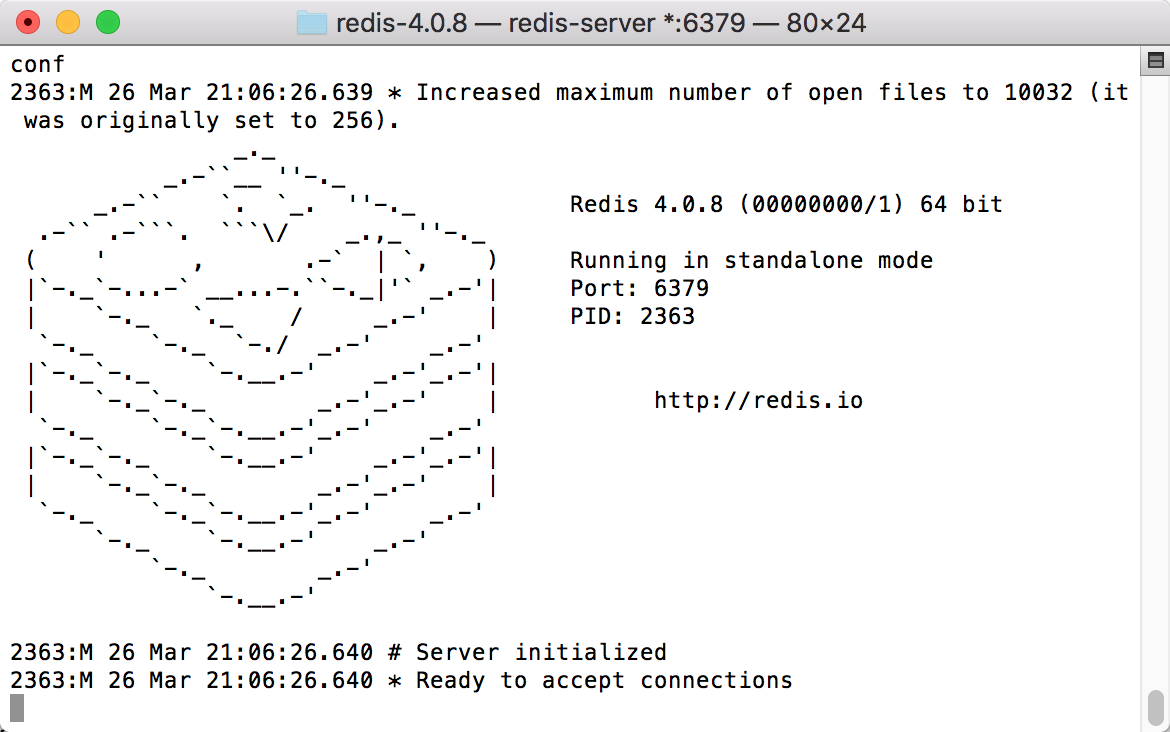 redis-4.0.8 — redis-server *:6379 — 80×24
conf
2363:M 26 Mar 21:06:26.639 * Increased maximum number of open files to 10032 (it
 was originally set to 256).
Redis 4.0.8 (00000000/1) 64 bit
Running in standalone mode
Port: 6379
PID: 2363
http://redis.io
2363:M 26 Mar 21:06:26.640 # Server initialized
2363:M 26 Mar 21:06:26.640 * Ready to accept connections